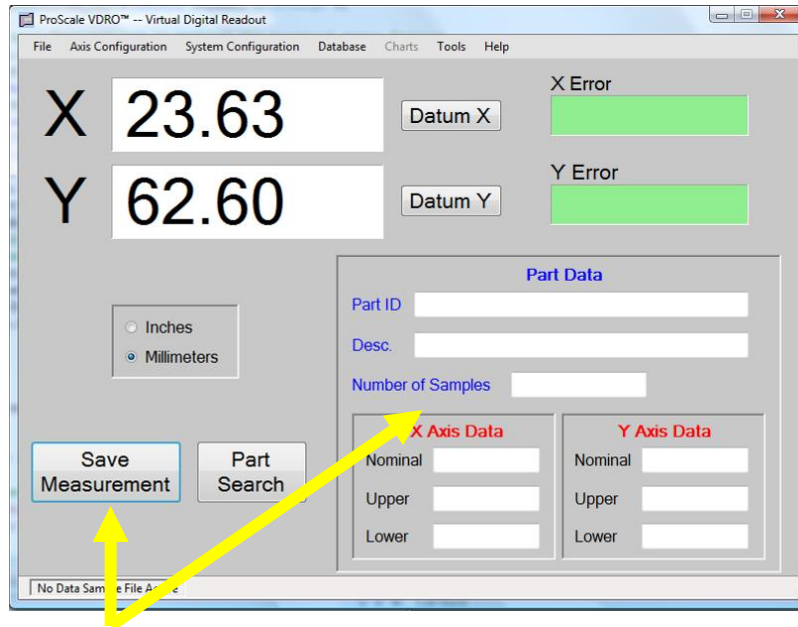 ProScale VDRO™ -- Virtual Digital Readout
File Axis Configuration System Configuration Database Charts Tools Help
X 23.63 Datum X X Error
Y 62.60 Datum Y Y Error
Part Data
Part ID
Desc.
Number of Samples
Inches
Millimeters
Save Measurement
Part Search
X Axis Data
Nominal
Upper
Lower
Y Axis Data
Nominal
Upper
Lower
No Data File